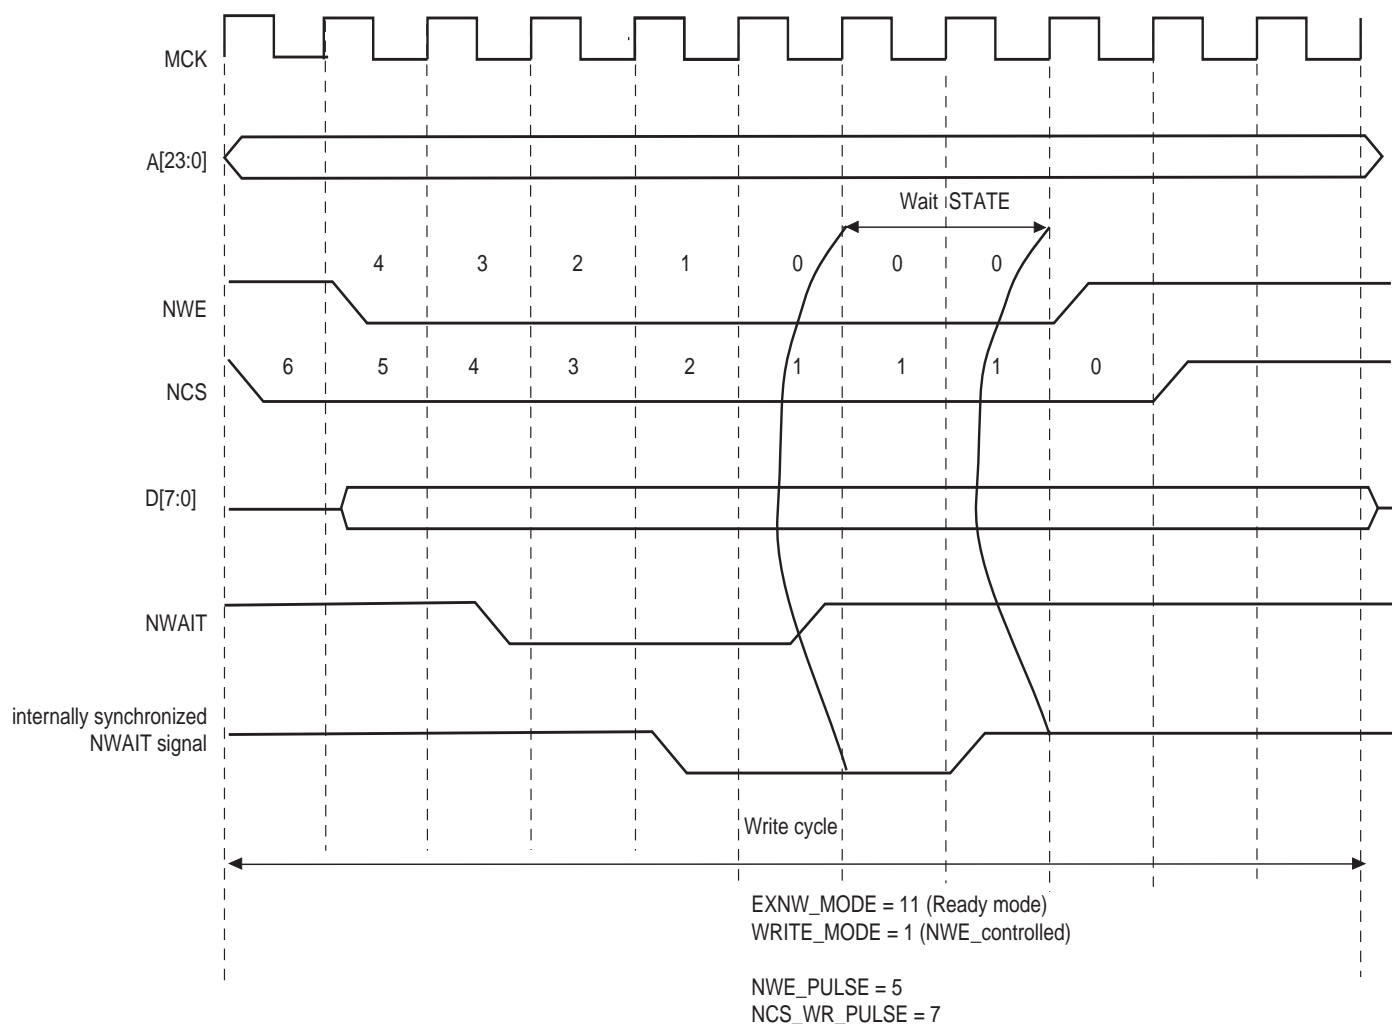 MCK
A[23:0]
Wait STATE
4 3 2 1 0 0 0
NWE
6 5 4 3 2 1 1 1 0
NCS
D[7:0]
NWAIT
internally synchronized
NWAIT signal
Write cycle
EXNW_MODE = 11 (Ready mode)
WRITE_MODE = 1 (NWE_controlled)
NWE_PULSE = 5
NCS_WR_PULSE = 7